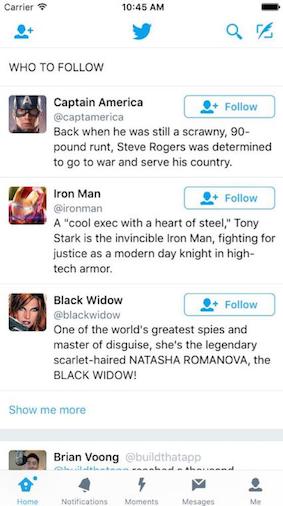 Carrier 10:45 AM
WHO TO FOLLOW
Captain America
Follow
@captamerica
Back when he was still a scrawny, 90-
pound runt, Steve Rogers was determined
to go to war and serve his country.
Iron Man
Follow
@ironman
A "cool exec with a heart of steel," Tony
Stark is the invincible Iron Man, fighting for
justice as a modern day knight in high-
tech armor.
Black Widow
Follow
@blackwidow
One of the world's greatest spies and
master of disguise, she's the legendary
scarlet-haired NATASHA ROMANOVA, the
BLACK WIDOW!
Show me more
Brian Voong @buildthatapp
@buildthatapp reached a thousand
Home Notifications Moments Mesages Me